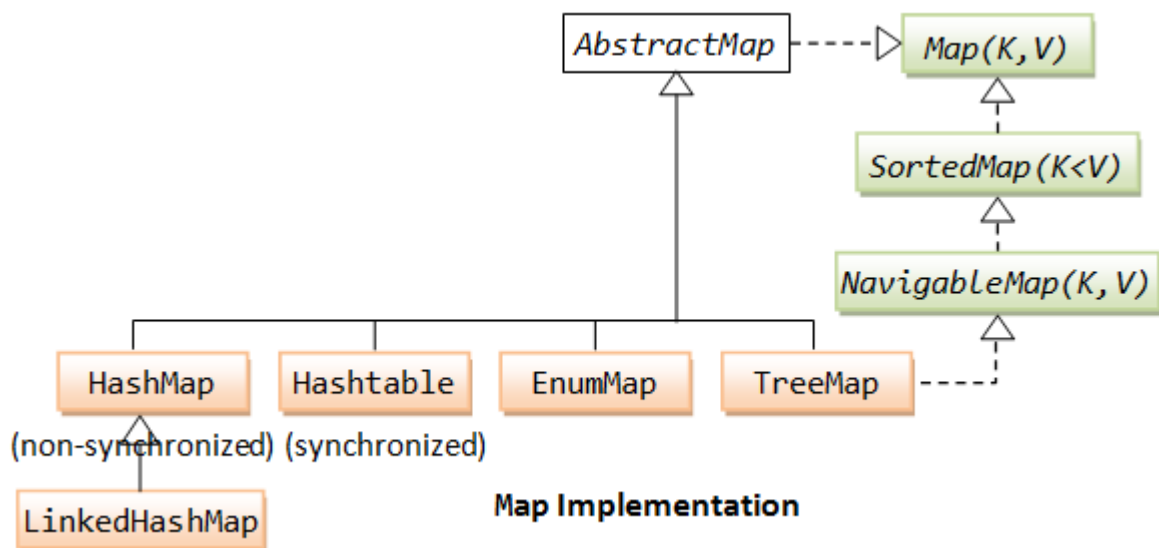 AbstractMap
Map(K,V)
SortedMap(K<V)
NavigableMap(K,V)
HashMap
Hashtable
EnumMap
TreeMap
(non-synchronized)
(synchronized)
LinkedHashMap
Map Implementation